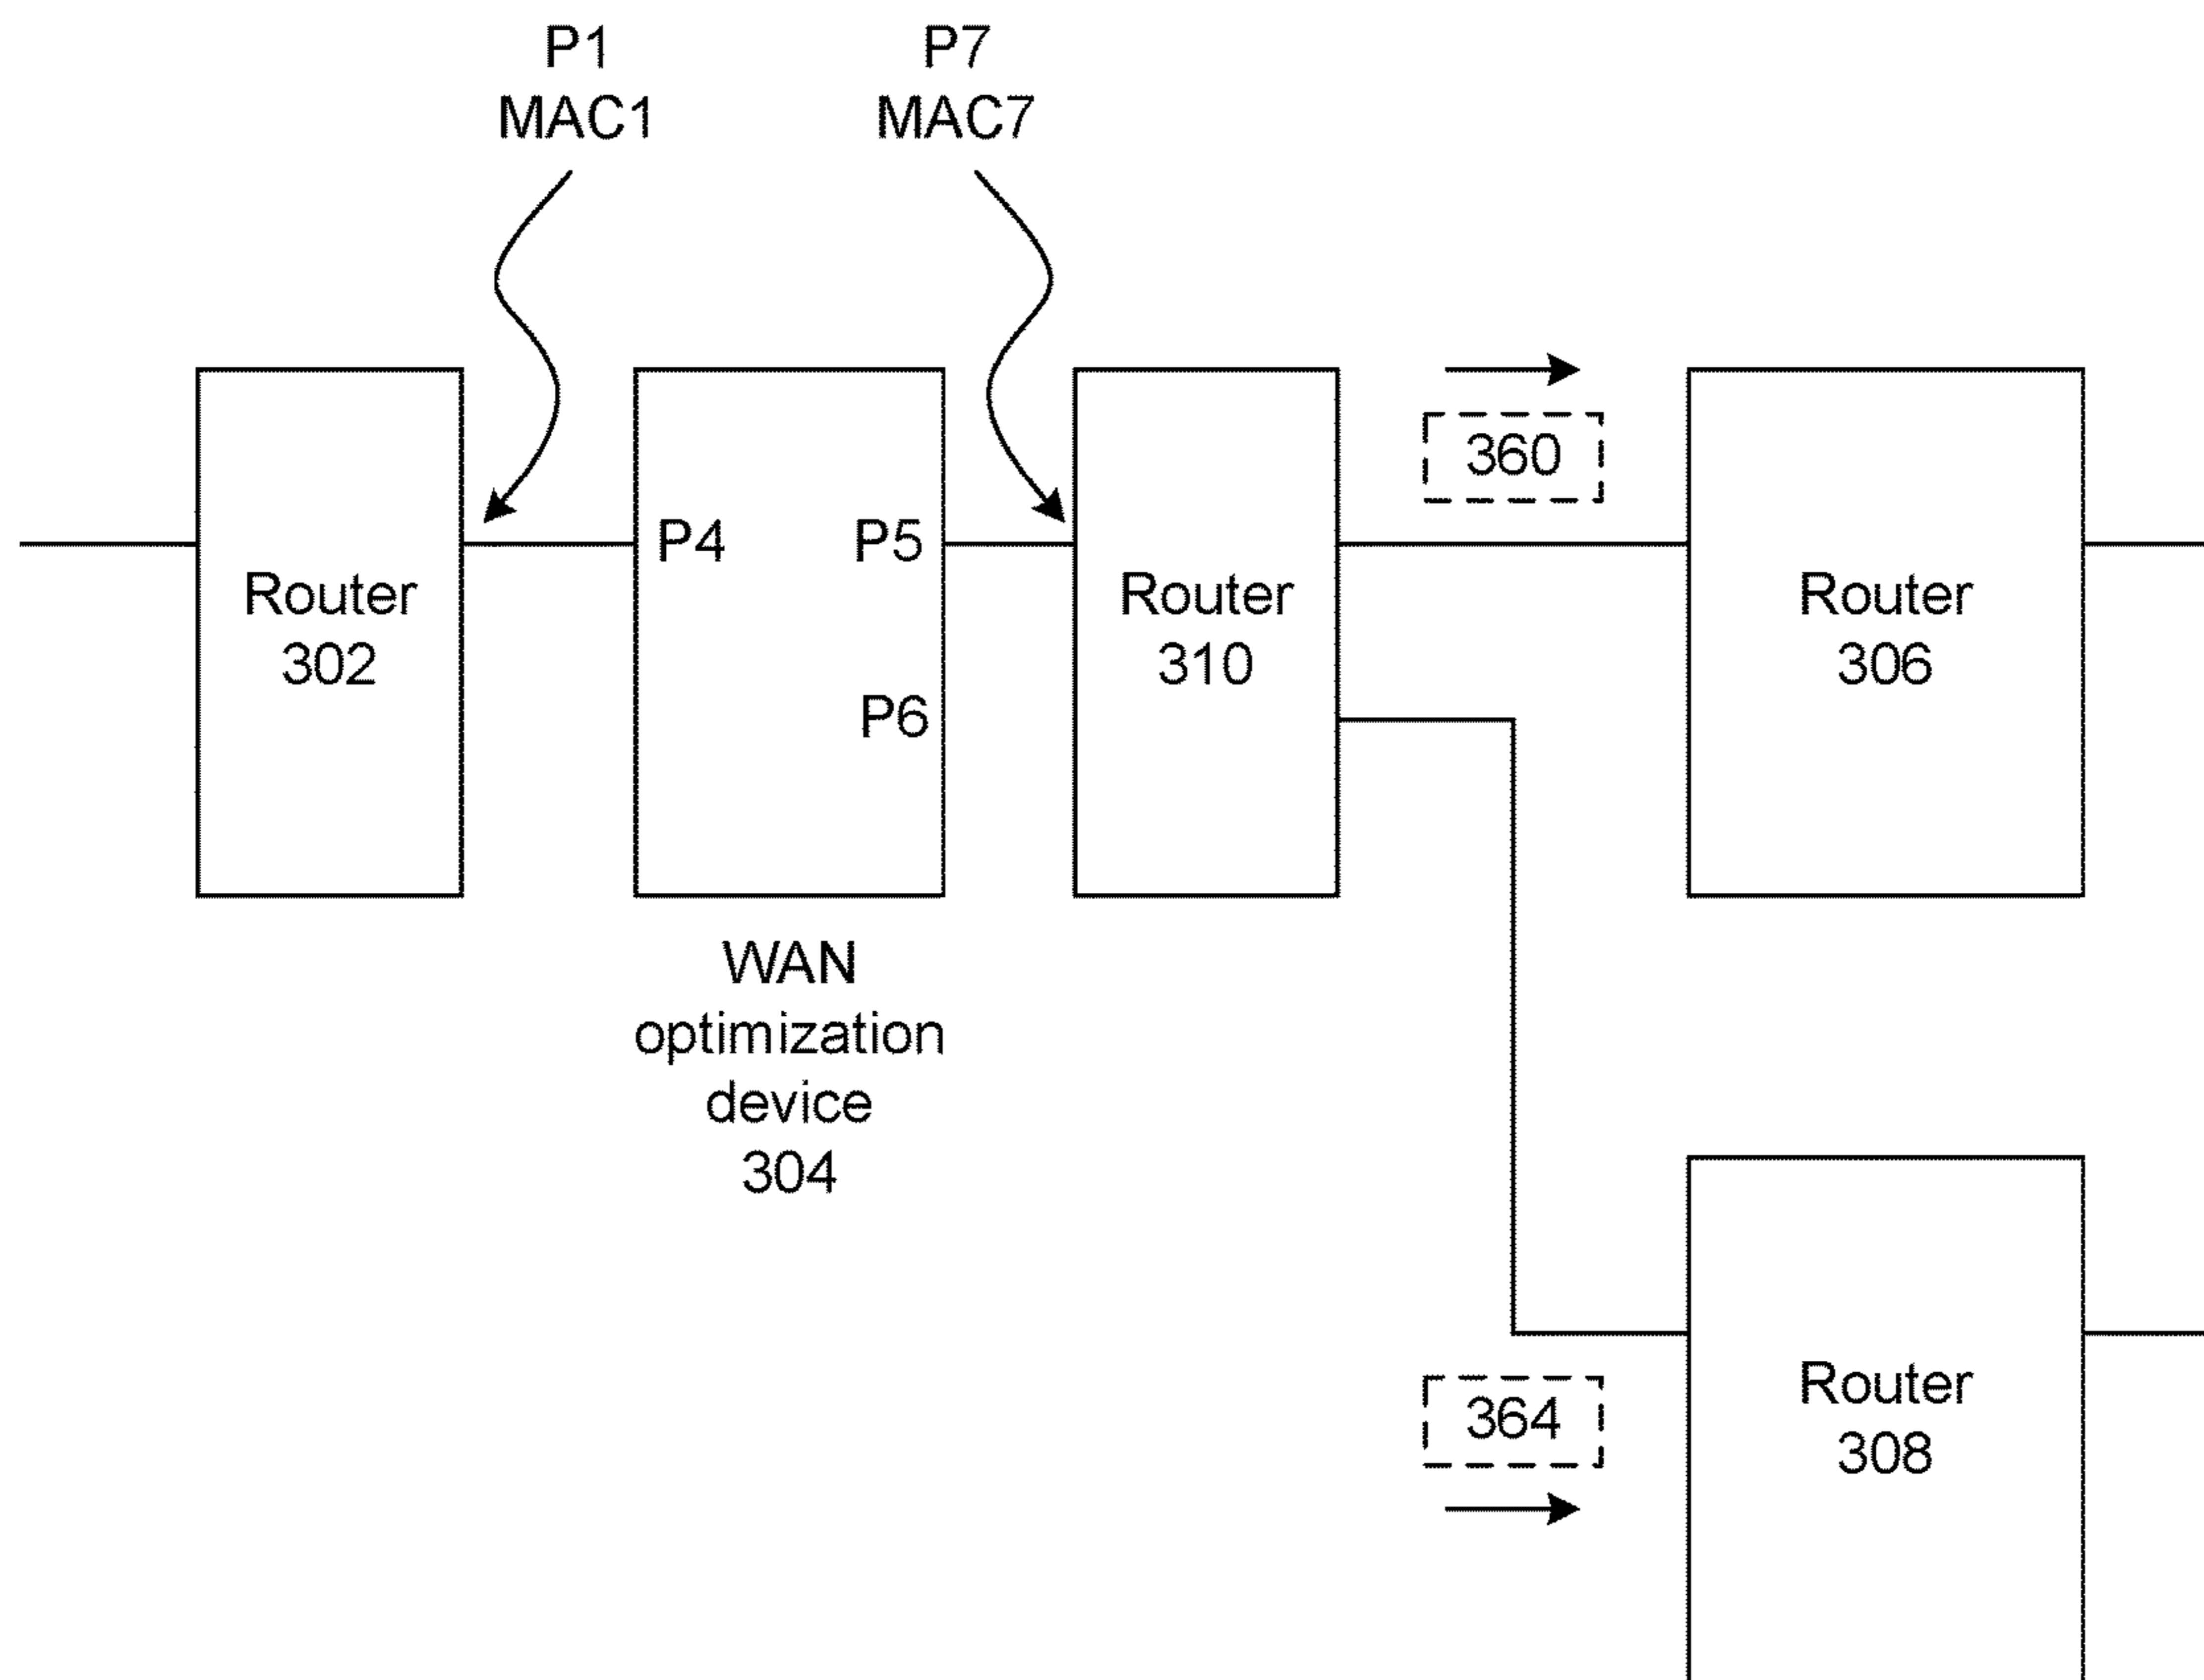 P1
MAC1
P7
MAC7
360
P4
P5
Router
302
Router
310
Router
306
P6
WAN
optimization
device
304
364
Router
308